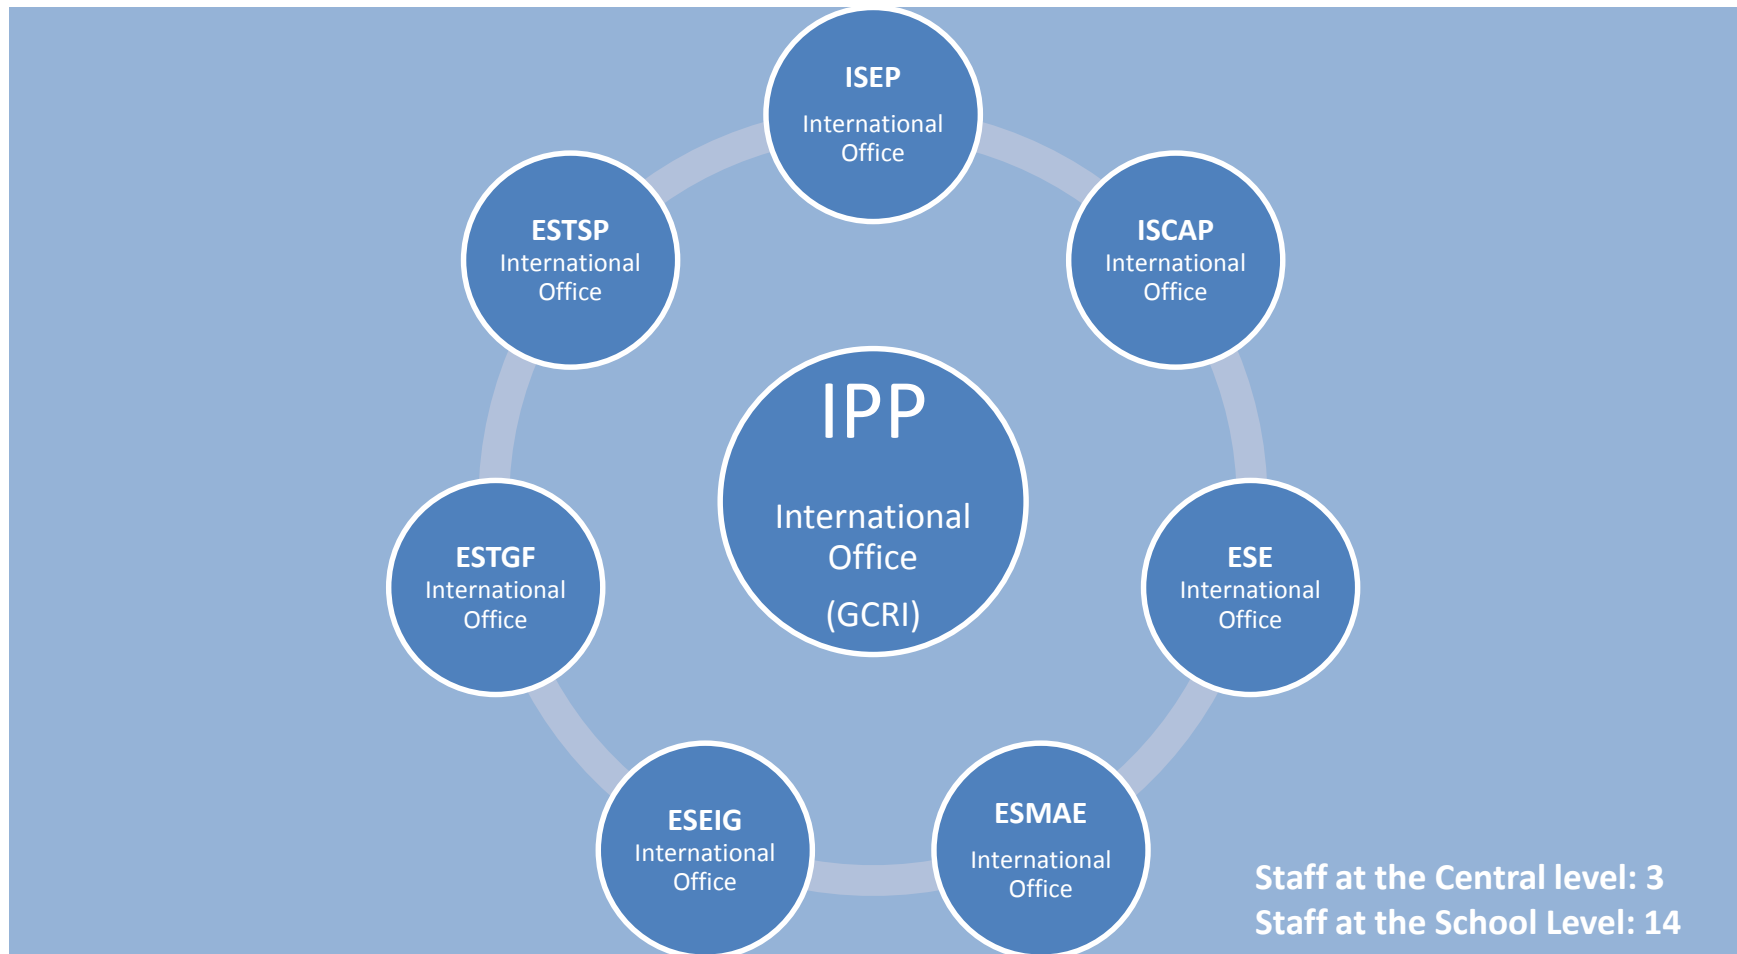 ISEP
International
Office
ISCAP
International
Office
ESE
International
Office
ESMAE
International
Office
ESEIG
International
Office
ESTGF
International
Office
ESTSP
International
Office
IPP
International
Office
(GCRI)
Staff at the Central level: 3
Staff at the School Level: 14